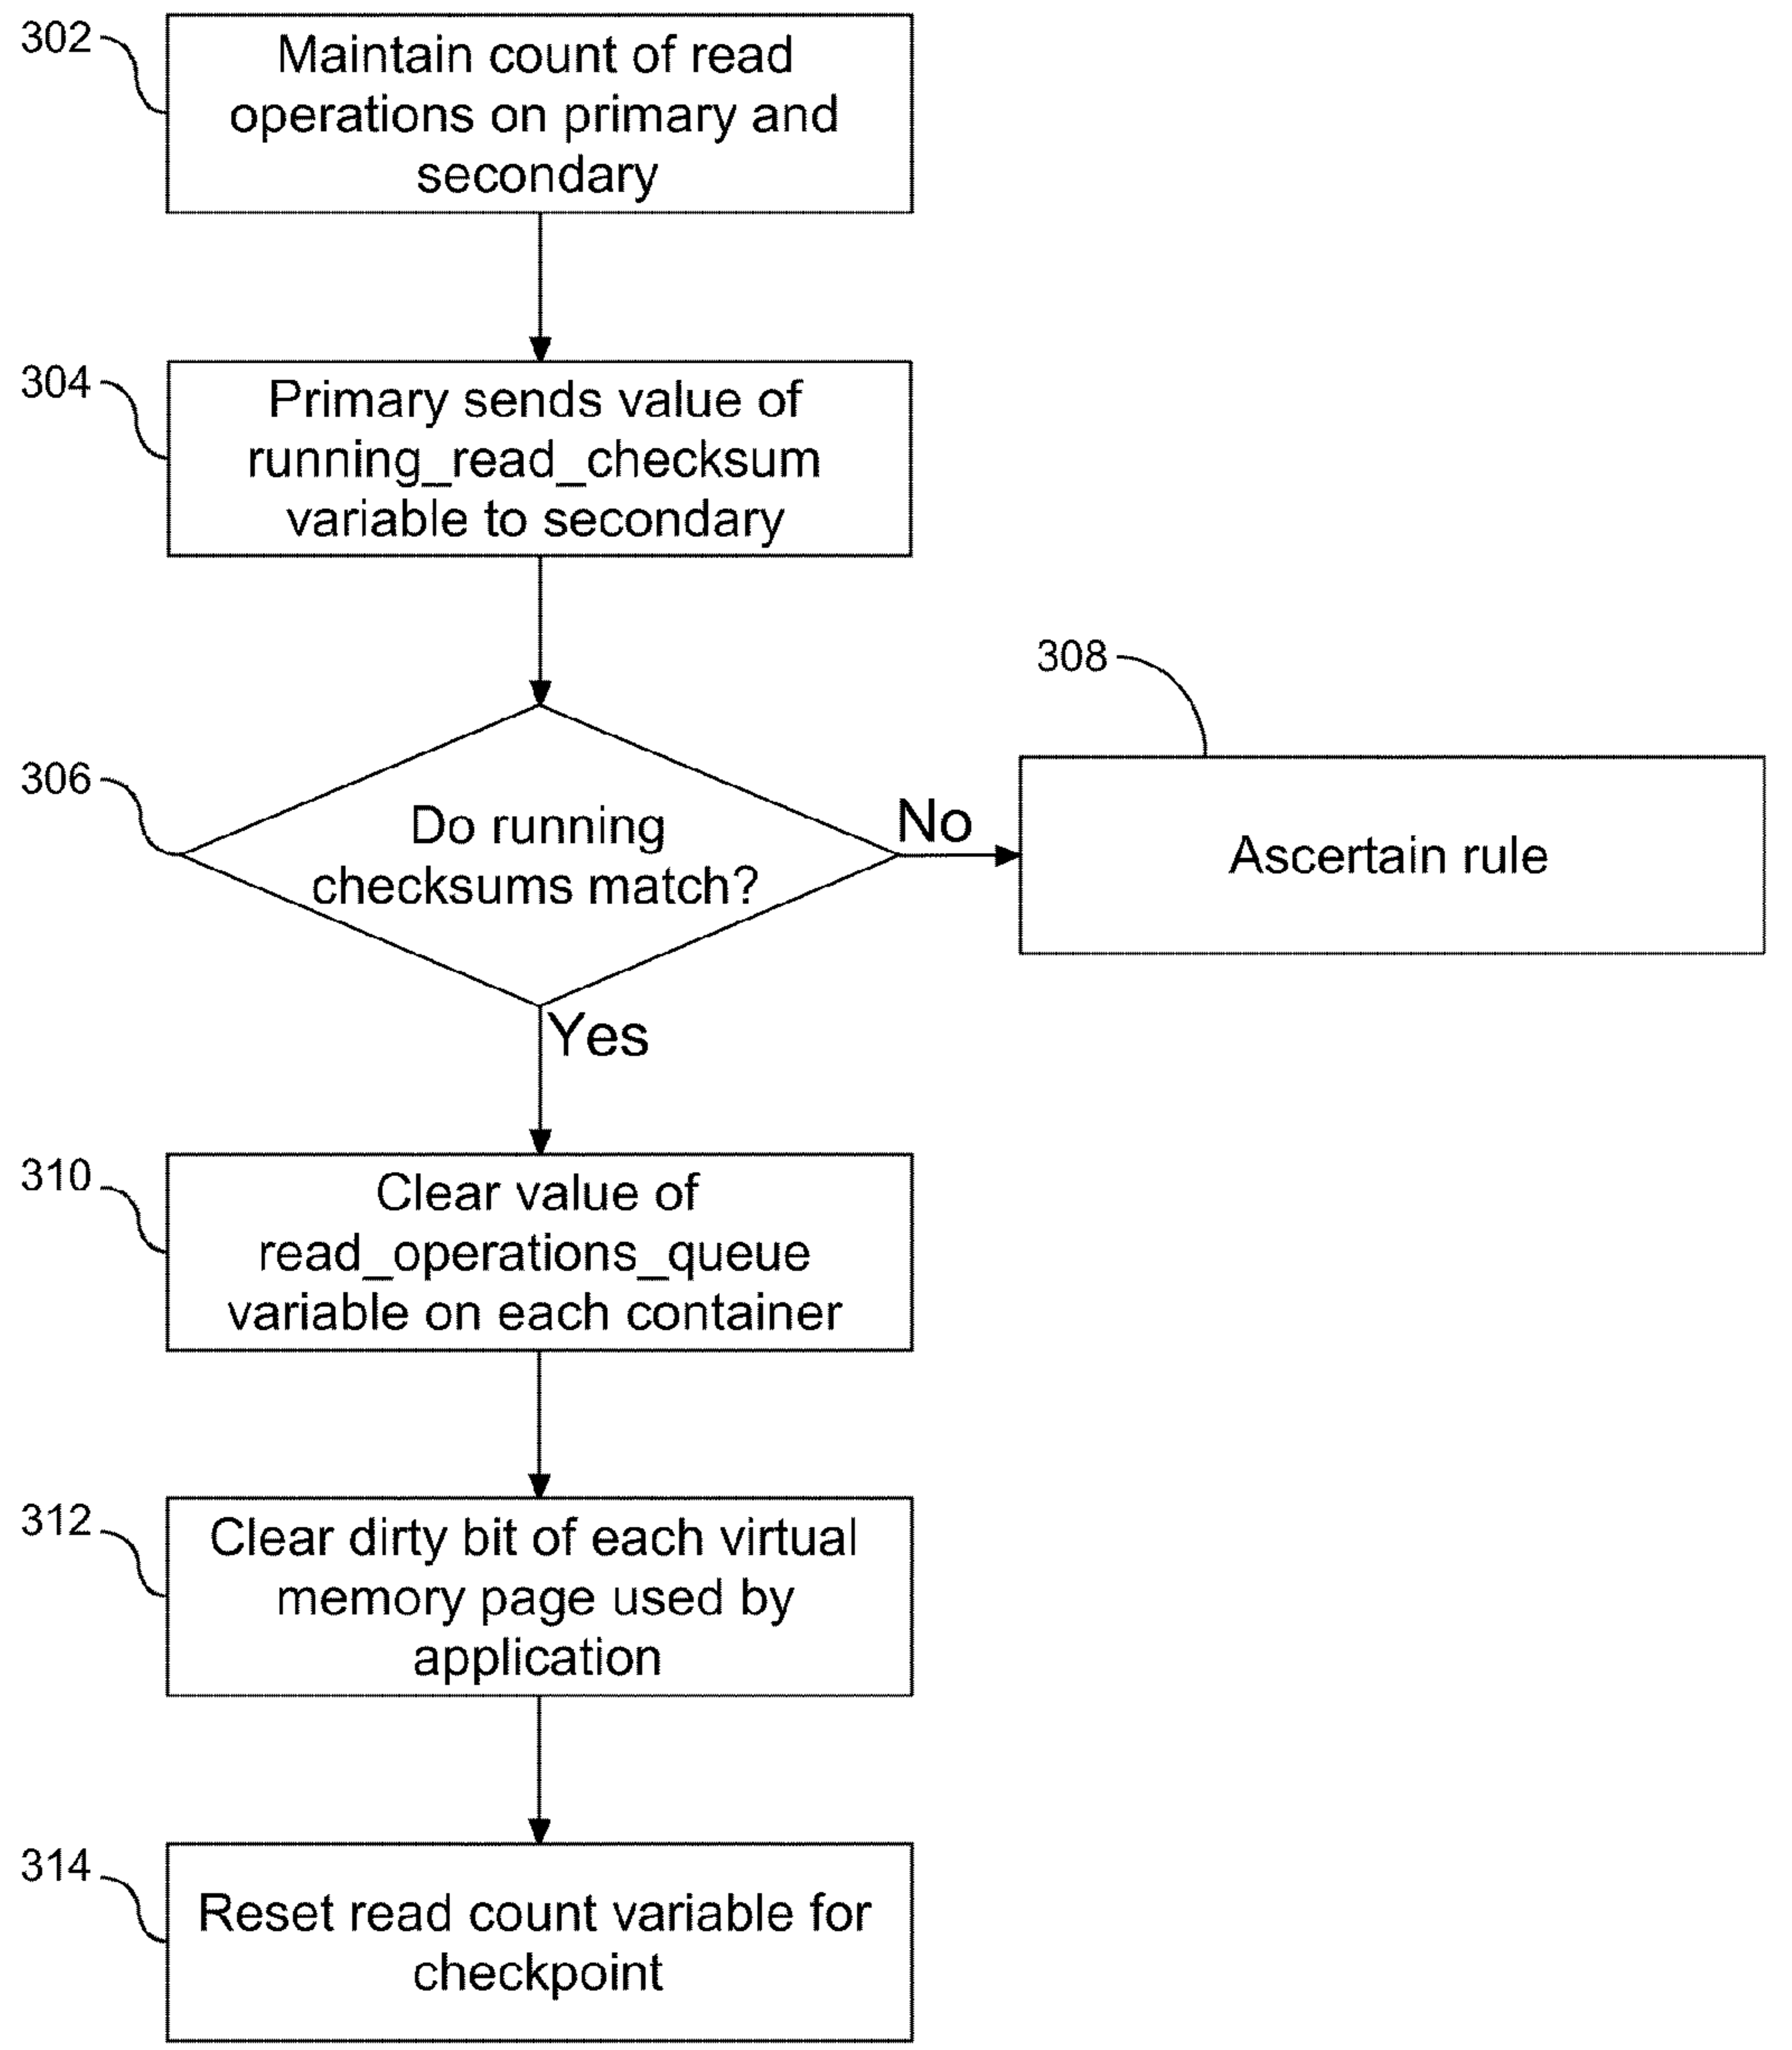 302
Maintain count of read
operations on primary and
secondary
304
Primary sends value of
running_read_checksum
variable to secondary
306
Do running
checksums match?
No
308
Ascertain rule
Yes
310
Clear value of
read_operations_queue
variable on each container
312
Clear dirty bit of each virtual
memory page used by
application
314
Reset read count variable for
checkpoint